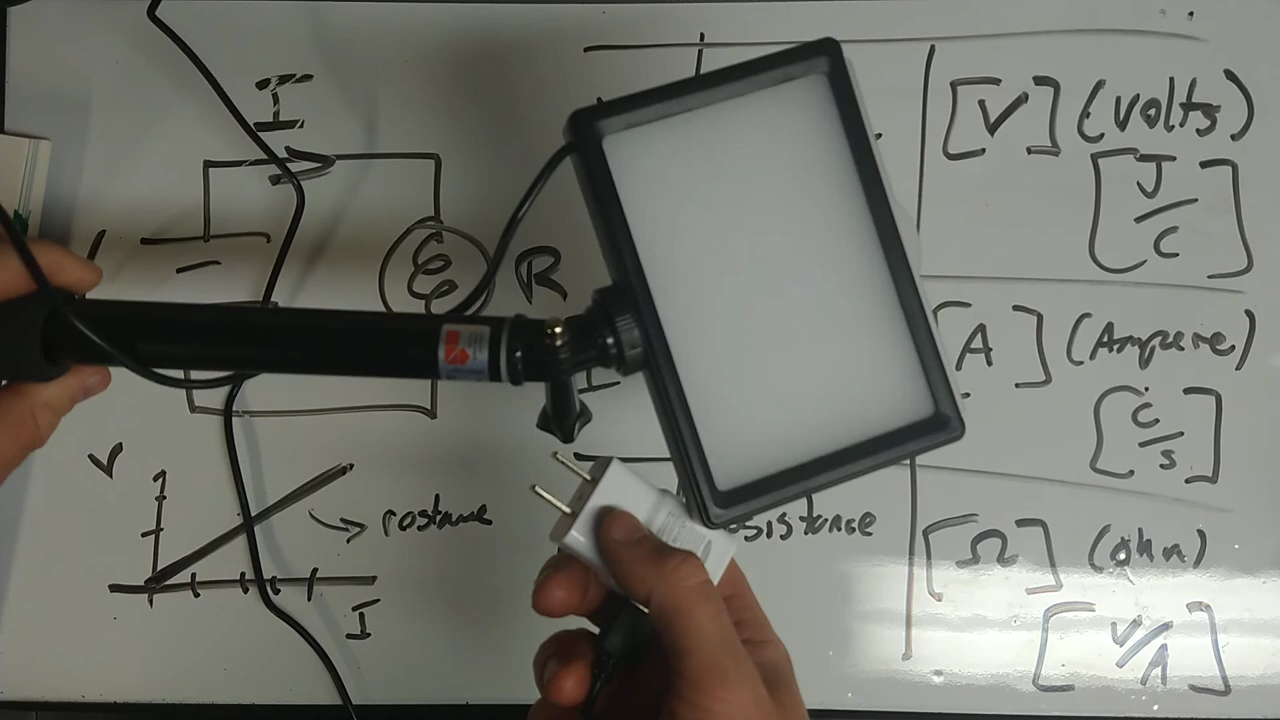 I
[V] (Volts)
[J/C]
R
[A] (Ampere)
[C/s]
V
rostance
I
sistance
[Ω] (ohm)
[V/A]